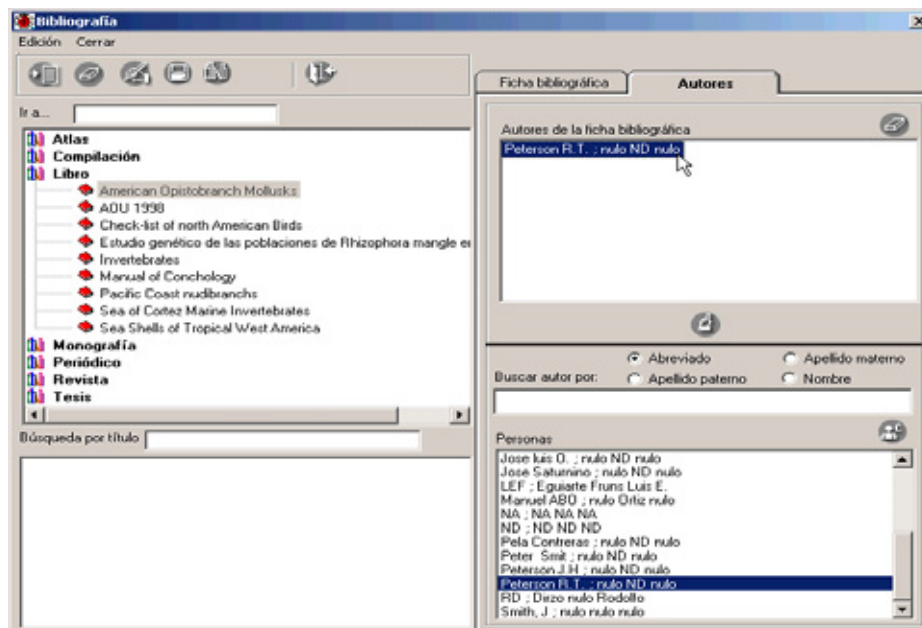 Bibliografía
Edición Cerrar
Ir a...
Atlas
Compilación
Libro
American Opistobranch Mollusks
AOU 1998
Check-list of north American Birds
Estudio genético de las poblaciones de Rhizophora mangle en
Invertebrates
Manual of Conchology
Pacific Coast nudibranchs
Sea of Cortez Marine Invertebrates
Sea Shells of Tropical West America
Monografía
Periódico
Revista
Tesis
Búsqueda por título
Ficha bibliográfica Autores
Autores de la ficha bibliográfica
Peterson R.T. ; nulo ND nulo
Abreviado Apellido materno
Buscar autor por: Apellido paterno Nombre
Personas
Jose luis O. ; nulo ND nulo
Jose Saturnino ; nulo ND nulo
LEF ; Eguiarte Fruns Luis E.
Manuel ABO ; nulo Ortiz nulo
NA ; NA NA NA
ND ; ND ND ND
Pela Contreras ; nulo ND nulo
Peter Smit ; nulo ND nulo
Peterson J.H ; nulo ND nulo
Peterson R.T. ; nulo ND nulo
RD ; Dirzo nulo Rodolfo
Smith, J ; nulo nulo nulo